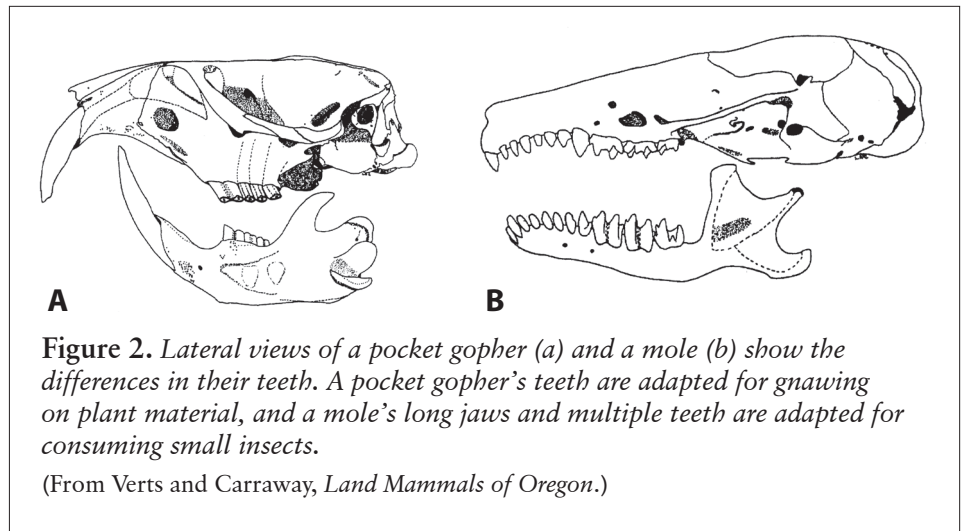 A
B
Figure 2. Lateral views of a pocket gopher (a) and a mole (b) show the
differences in their teeth. A pocket gopher’s teeth are adapted for gnawing
on plant material, and a mole’s long jaws and multiple teeth are adapted for
consuming small insects.
(From Verts and Carraway, Land Mammals of Oregon.)